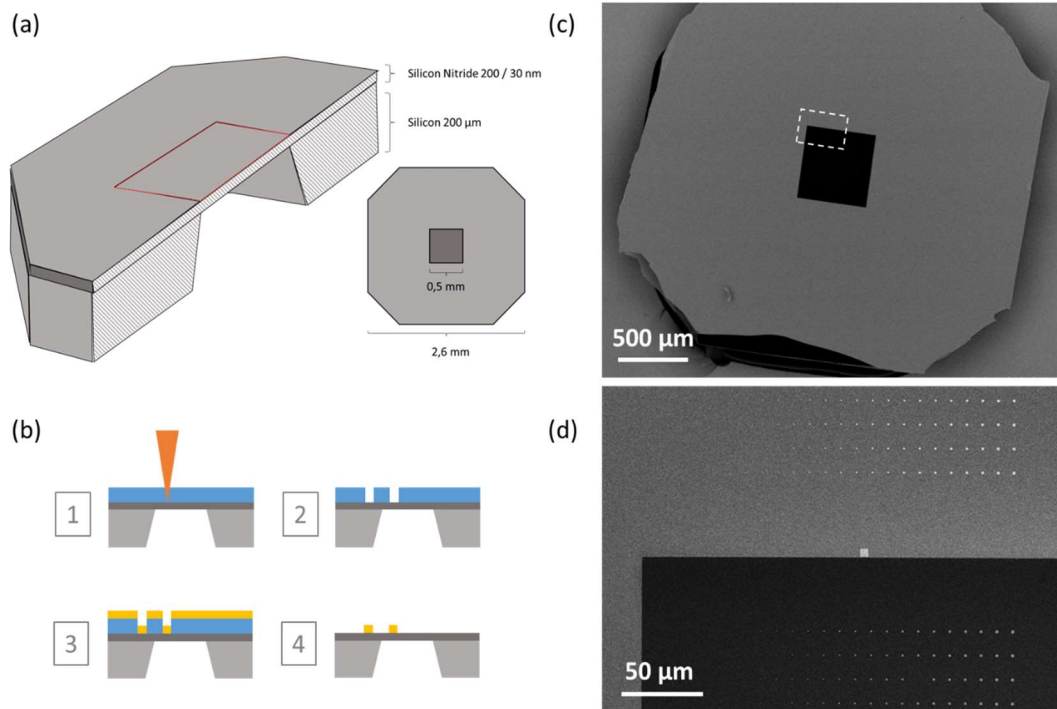 (a)
Silicon Nitride 200 / 30 nm
Silicon 200 µm
0,5 mm
2,6 mm
(b)
1
2
3
4
(c)
500 µm
(d)
50 µm